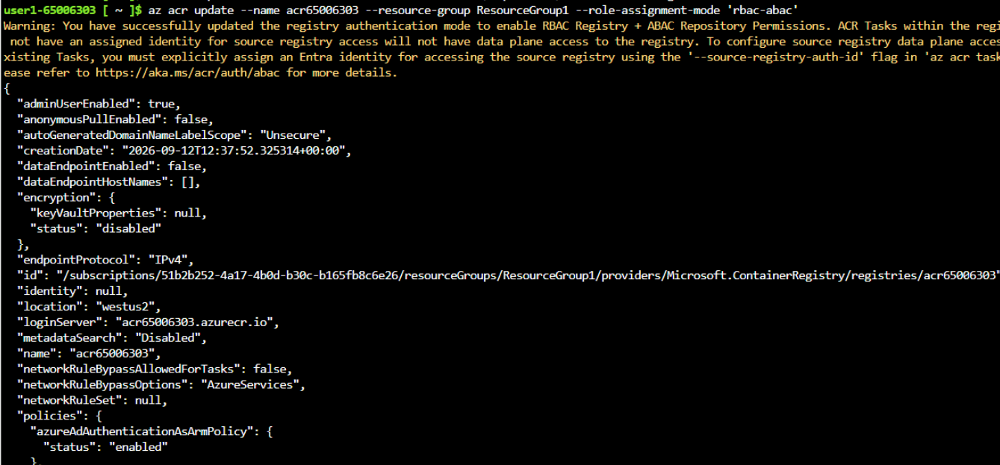 user1-65006303 [ ~ ]$ az acr update --name acr65006303 --resource-group ResourceGroup1 --role-assignment-mode 'rbac-abac'
Warning: You have successfully updated the registry authentication mode to enable RBAC Registry + ABAC Repository Permissions. ACR Tasks within the regi
 not have an assigned identity for source registry access will not have data plane access to the registry. To configure source registry data plane acces
xisting Tasks, you must explicitly assign an Entra identity for accessing the source registry using the '--source-registry-auth-id' flag in 'az acr task
ease refer to https://aka.ms/acr/auth/abac for more details.
{
  "adminUserEnabled": true,
  "anonymousPullEnabled": false,
  "autoGeneratedDomainNameLabelScope": "Unsecure",
  "creationDate": "2026-09-12T12:37:52.325314+00:00",
  "dataEndpointEnabled": false,
  "dataEndpointHostNames": [],
  "encryption": {
    "keyVaultProperties": null,
    "status": "disabled"
  },
  "endpointProtocol": "IPv4",
  "id": "/subscriptions/51b2b252-4a17-4b0d-b30c-b165fb8c6e26/resourceGroups/ResourceGroup1/providers/Microsoft.ContainerRegistry/registries/acr65006303"
  "identity": null,
  "location": "westus2",
  "loginServer": "acr65006303.azurecr.io",
  "metadataSearch": "Disabled",
  "name": "acr65006303",
  "networkRuleBypassAllowedForTasks": false,
  "networkRuleBypassOptions": "AzureServices",
  "networkRuleSet": null,
  "policies": {
    "azureAdAuthenticationAsArmPolicy": {
      "status": "enabled"
    },